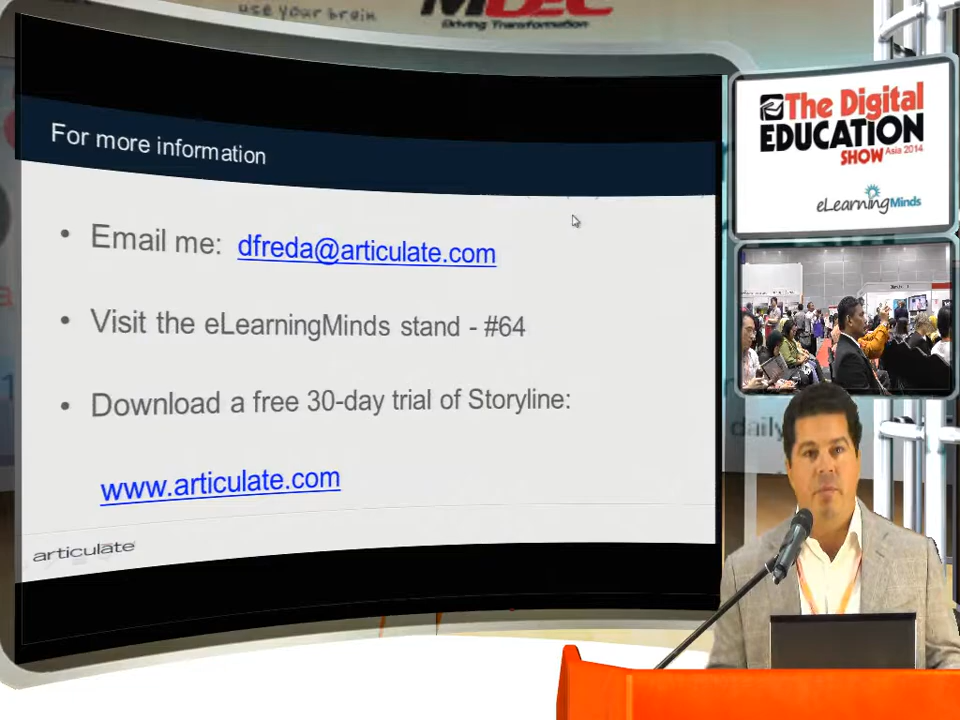 use your brain
MDEC
Driving Transformation
For more information
• Email me: dfreda@articulate.com
• Visit the eLearningMinds stand - #64
• Download a free 30-day trial of Storyline:
www.articulate.com
articulate
The Digital
EDUCATION
SHOW Asia 2014
eLearningMinds
daily